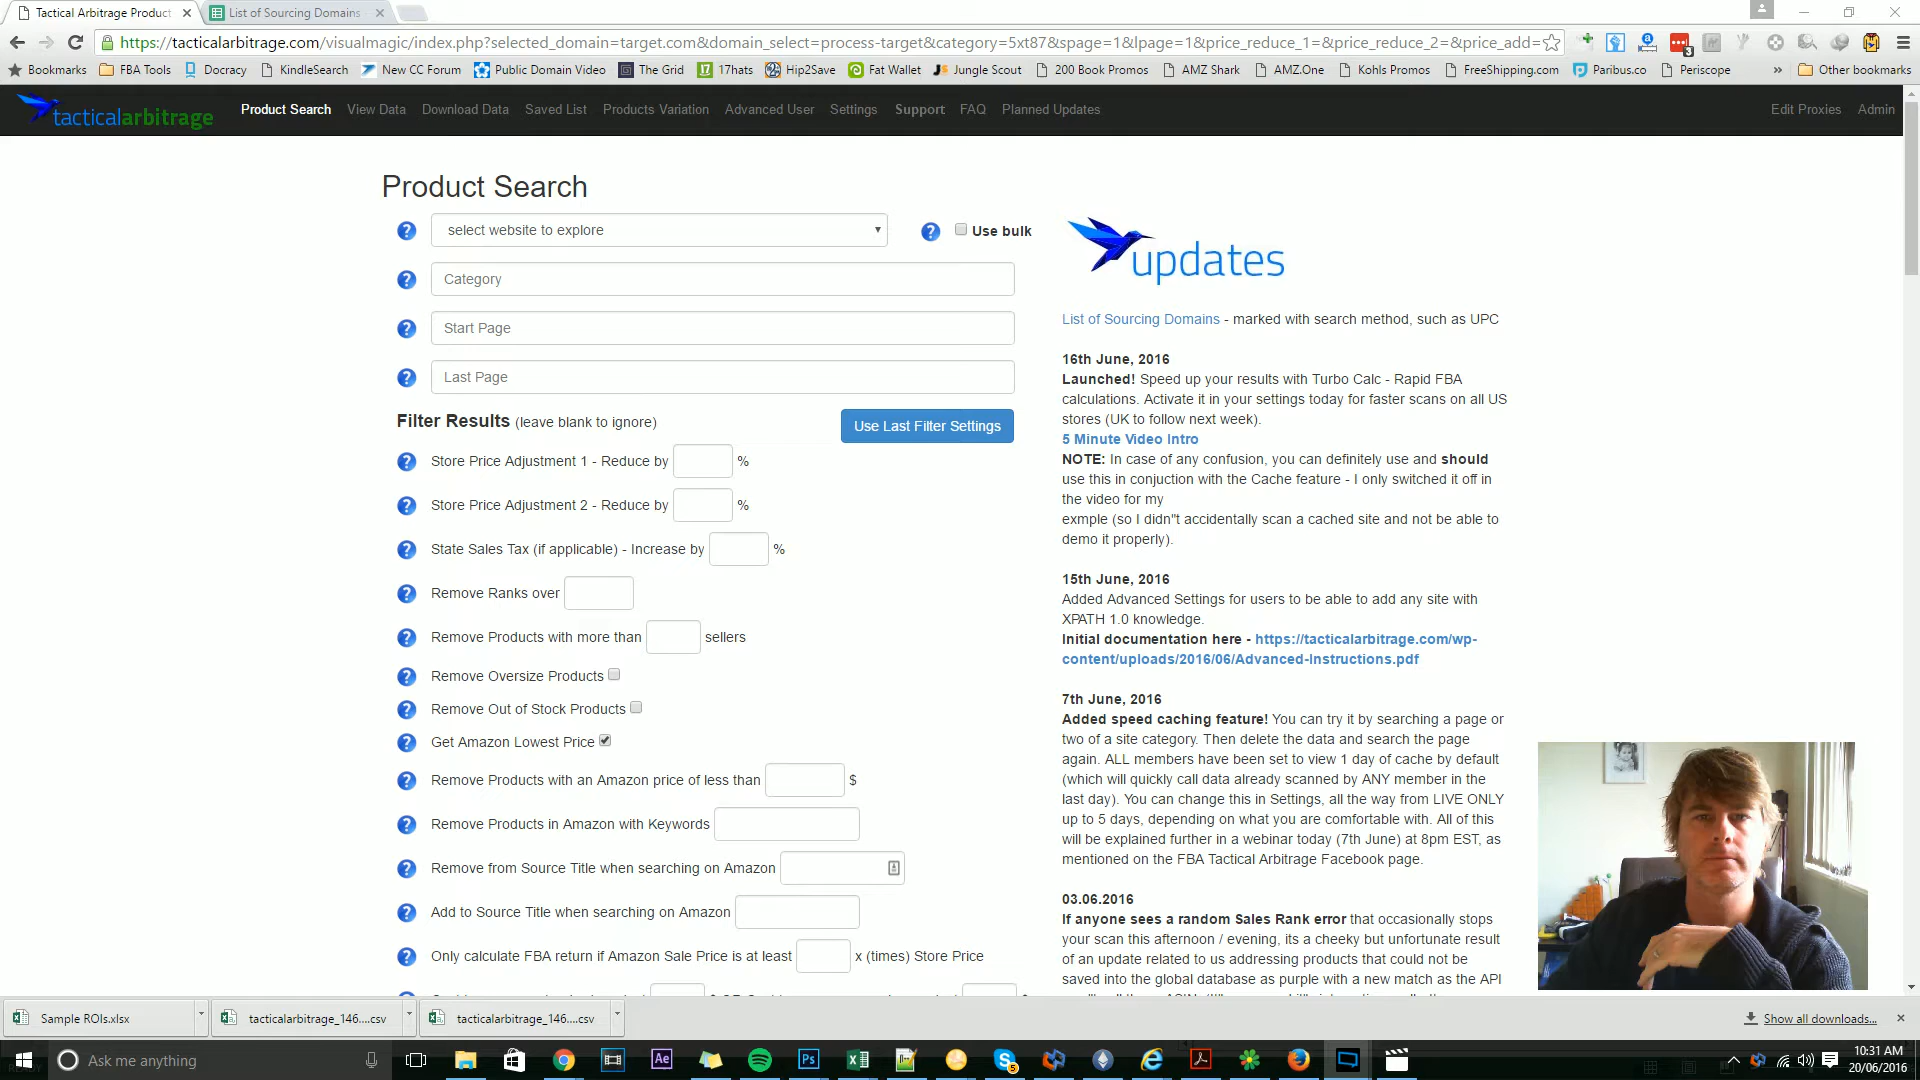 Tactical Arbitrage Product
List of Sourcing Domains
https://tacticalarbitrage.com/visualmagic/index.php?selected_domain=target.com&domain_select=process-target&category=5xt87&spage=1&lpage=1&price_reduce_1=&price_reduce_2=&price_add=
Bookmarks FBA Tools Docracy KindleSearch New CC Forum Public Domain Video The Grid 17hats Hip2Save Fat Wallet Jungle Scout 200 Book Promos AMZ Shark AMZ.One Kohls Promos FreeShipping.com Paribus.co Periscope » Other bookmarks
tacticalarbitrage Product Search View Data Download Data Saved List Products Variation Advanced User Settings Support FAQ Planned Updates Edit Proxies Admin
Product Search
select website to explore
Use bulk
Category
Start Page
Last Page
Filter Results (leave blank to ignore)
Use Last Filter Settings
Store Price Adjustment 1 - Reduce by %
Store Price Adjustment 2 - Reduce by %
State Sales Tax (if applicable) - Increase by %
Remove Ranks over
Remove Products with more than sellers
Remove Oversize Products
Remove Out of Stock Products
Get Amazon Lowest Price
Remove Products with an Amazon price of less than $
Remove Products in Amazon with Keywords
Remove from Source Title when searching on Amazon
Add to Source Title when searching on Amazon
Only calculate FBA return if Amazon Sale Price is at least x (times) Store Price
updates
List of Sourcing Domains - marked with search method, such as UPC
16th June, 2016
Launched! Speed up your results with Turbo Calc - Rapid FBA
calculations. Activate it in your settings today for faster scans on all US
stores (UK to follow next week).
5 Minute Video Intro
NOTE: In case of any confusion, you can definitely use and should
use this in conjuction with the Cache feature - I only switched it off in
the video for my
exmple (so I didn"t accidentally scan a cached site and not be able to
demo it properly).
15th June, 2016
Added Advanced Settings for users to be able to add any site with
XPATH 1.0 knowledge.
Initial documentation here - https://tacticalarbitrage.com/wp-
content/uploads/2016/06/Advanced-Instructions.pdf
7th June, 2016
Added speed caching feature! You can try it by searching a page or
two of a site category. Then delete the data and search the page
again. ALL members have been set to view 1 day of cache by default
(which will quickly call data already scanned by ANY member in the
last day). You can change this in Settings, all the way from LIVE ONLY
up to 5 days, depending on what you are comfortable with. All of this
will be explained further in a webinar today (7th June) at 8pm EST, as
mentioned on the FBA Tactical Arbitrage Facebook page.
03.06.2016
If anyone sees a random Sales Rank error that occasionally stops
your scan this afternoon / evening, its a cheeky but unfortunate result
of an update related to us addressing products that could not be
saved into the global database as purple with a new match as the API
Sample ROIs.xlsx
tacticalarbitrage_146....csv
tacticalarbitrage_146....csv
Show all downloads...
Ask me anything
10:31 AM
20/06/2016